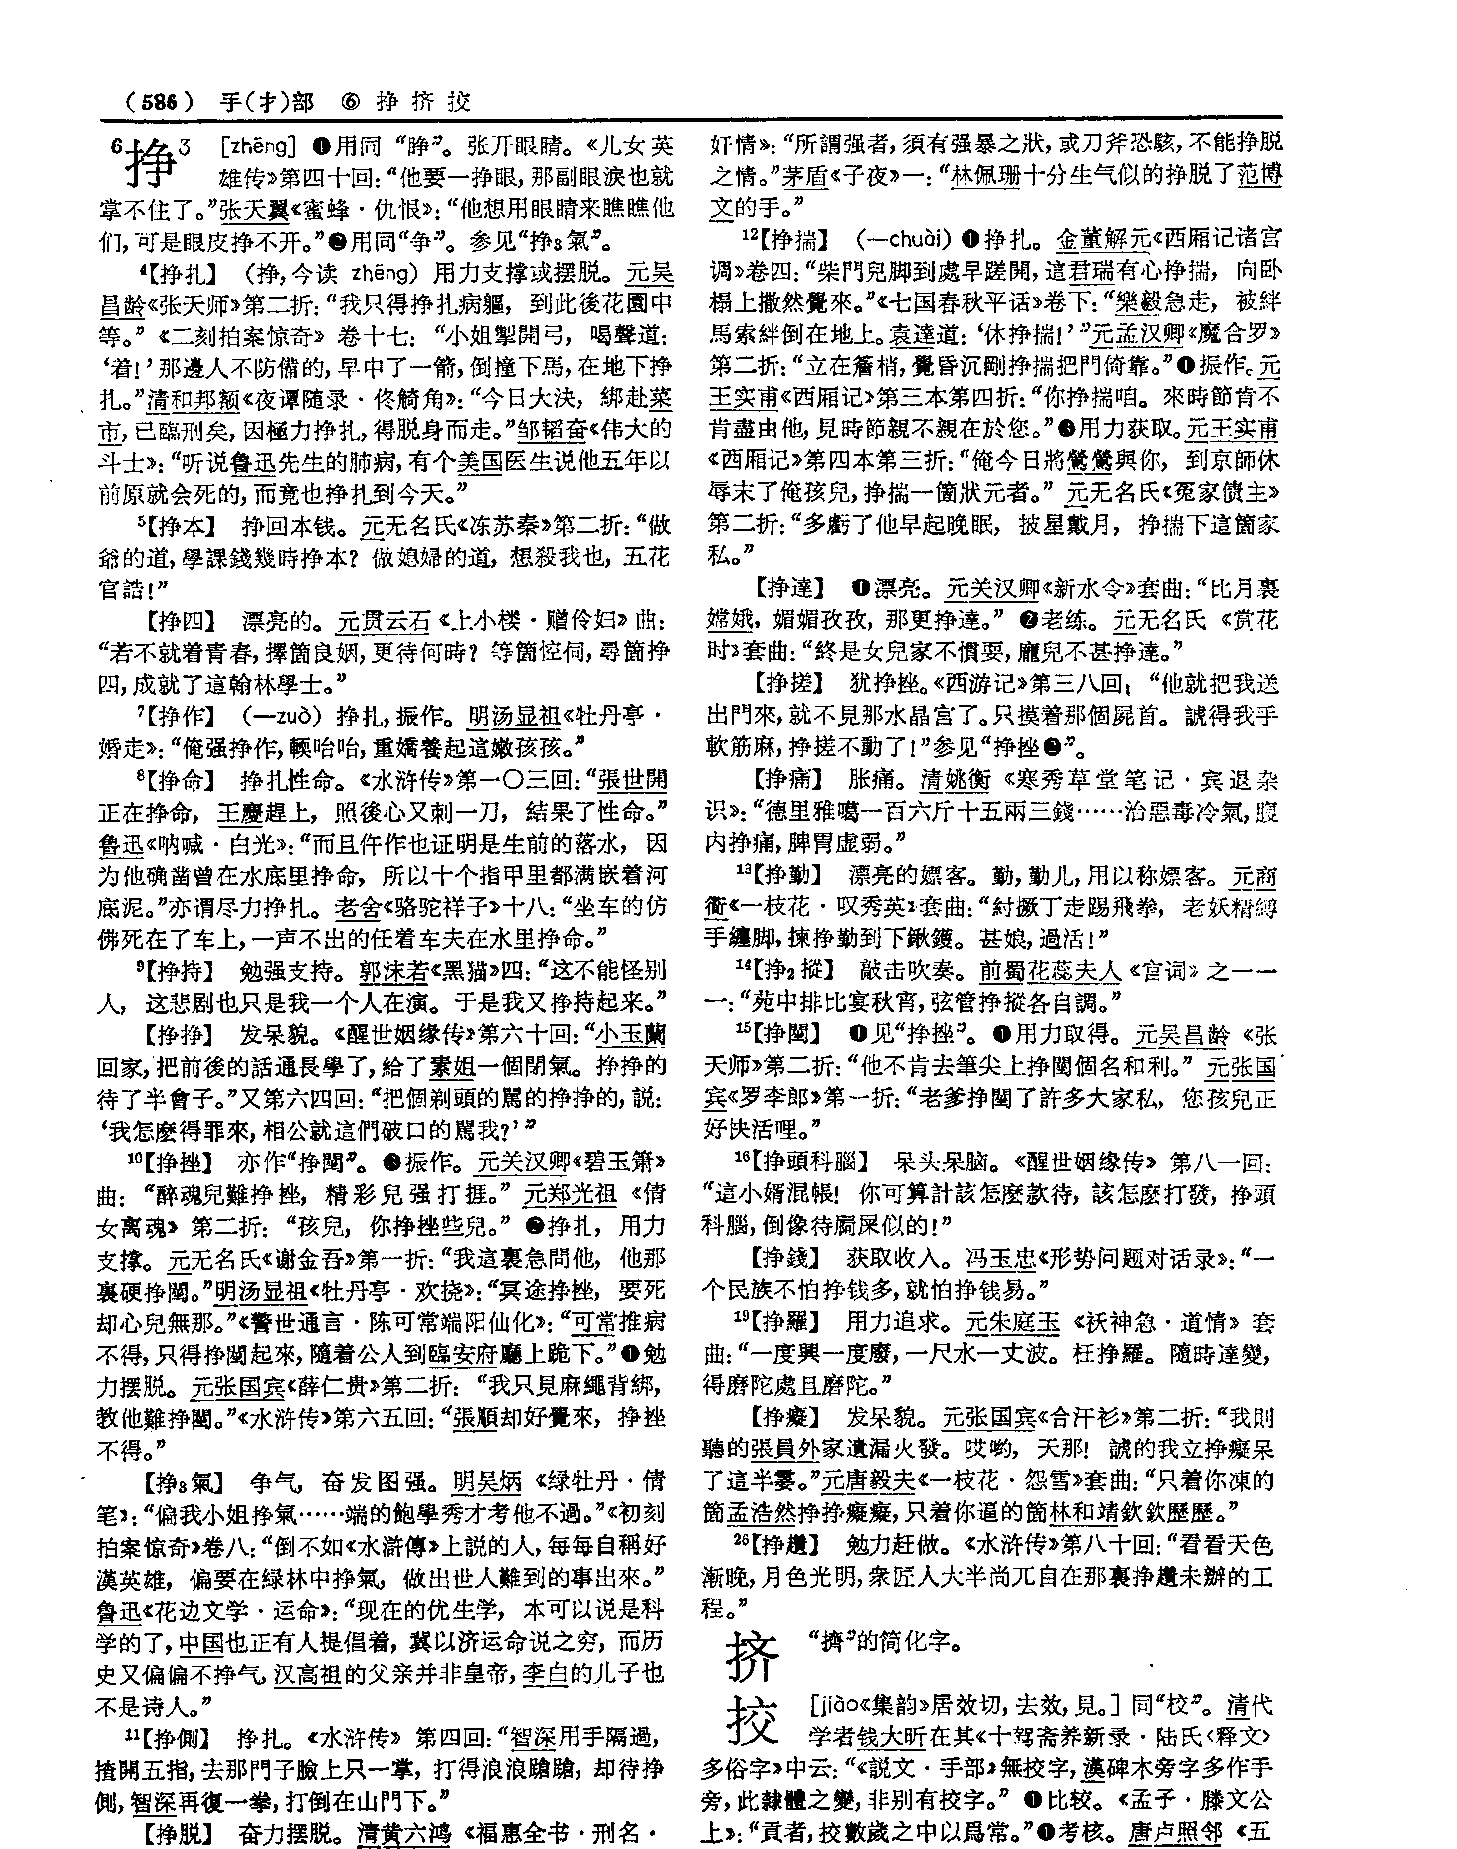 （586） 手(扌)部 ⑥ 挣 挤 挍
6挣3 [zhēng] ❶用同“睁²”。张开眼睛。《儿女英
雄传》第四十回：“他要一挣眼，那副眼淚也就
掌不住了。”张天翼《蜜蜂·仇恨》：“他想用眼睛来瞧瞧他
们，可是眼皮挣不开。”❷用同“争²”。参见“挣₃氣²”。
4【挣扎】（挣，今读 zhēng）用力支撑或摆脱。元吴
昌龄《张天师》第二折：“我只得挣扎病軀，到此後花園中
等。”《二刻拍案惊奇》卷十七：“小姐掣開弓，喝聲道：
‘着！’那邊人不防備的，早中了一箭，倒撞下馬，在地下挣
扎。”清和邦额《夜谭随录·佟觭角》：“今日大決，綁赴菜
市，已臨刑矣，因極力挣扎，得脱身而走。”邹韬奋《伟大的
斗士》：“听说鲁迅先生的肺病，有个美国医生说他五年以
前原就会死的，而竟也挣扎到今天。”
5【挣本】 挣回本钱。元无名氏《冻苏秦》第二折：“做
爺的道，學課錢幾時挣本？做媳婦的道，想殺我也，五花
官誥！”
【挣四】 漂亮的。元贯云石《上小楼·赠伶妇》曲：
“若不就着青春，擇箇良姻，更待何時？等箇悾伺，尋箇挣
四，成就了這翰林學士。”
7【挣作】（—zuò）挣扎，振作。明汤显祖《牡丹亭·
婚走》：“俺强挣作，輭咍咍，重嬌養起這嫩孩孩。”
8【挣命】 挣扎性命。《水浒传》第一〇三回：“張世開
正在挣命，王慶趕上，照後心又刺一刀，結果了性命。”
鲁迅《呐喊·白光》：“而且仵作也证明是生前的落水，因
为他确凿曾在水底里挣命，所以十个指甲里都满嵌着河
底泥。”亦谓尽力挣扎。老舍《骆驼祥子》十八：“坐车的仿
佛死在了车上，一声不出的任着车夫在水里挣命。”
9【挣持】 勉强支持。郭沫若《黑猫》四：“这不能怪别
人，这悲剧也只是我一个人在演。于是我又挣持起来。”
【挣挣】 发呆貌。《醒世姻缘传》第六十回：“小玉蘭
回家，把前後的話通長學了，給了素姐一個閉氣。挣挣的
待了半會子。”又第六四回：“把個剃頭的駡的挣挣的，説：
‘我怎麽得罪來，相公就這們破口的駡我？’”
10【挣挫】 亦作“挣闖²”。❶振作。元关汉卿《碧玉箫》
曲：“醉魂兒難挣挫，精彩兒强打捱。”元郑光祖《倩
女离魂》第二折：“孩兒，你挣挫些兒。”❷挣扎，用力
支撑。元无名氏《谢金吾》第一折：“我這裏急問他，他那
裏硬挣闖。”明汤显祖《牡丹亭·欢挠》：“冥途挣挫，要死
却心兒無那。”《警世通言·陈可常端阳仙化》：“可常推病
不得，只得挣闖起來，隨着公人到臨安府廳上跪下。”❸勉
力摆脱。元张国宾《薛仁贵》第二折：“我只見麻繩背綁，
教他難挣闖。”《水浒传》第六五回：“張順却好覺來，挣挫
不得。”
【挣₃氣】 争气，奋发图强。明吴炳《绿牡丹·倩
笔》：“偏我小姐挣氣……端的飽學秀才考他不過。”《初刻
拍案惊奇》卷八：“倒不如《水滸傳》上説的人，每每自稱好
漢英雄，偏要在緑林中挣氣，做出世人難到的事出來。”
鲁迅《花边文学·运命》：“现在的优生学，本可以说是科
学的了，中国也正有人提倡着，冀以济运命说之穷，而历
史又偏偏不挣气，汉高祖的父亲并非皇帝，李白的儿子也
不是诗人。”
11【挣側】 挣扎。《水浒传》第四回：“智深用手隔過，
揸開五指，去那門子臉上只一掌，打得浪浪蹌蹌，却待挣
側，智深再復一拳，打倒在山門下。”
【挣脱】 奋力摆脱。清黄六鸿《福惠全书·刑名·
奸情》：“所謂强者，須有强暴之狀，或刀斧恐駭，不能挣脱
之情。”茅盾《子夜》一：“林佩珊十分生气似的挣脱了范博
文的手。”
12【挣揣】（—chuài）❶挣扎。金董解元《西厢记诸宫
调》卷四：“柴門兒脚到處早蹉開，這君瑞有心挣揣，向卧
榻上撒然覺來。”《七国春秋平话》卷下：“樂毅急走，被絆
馬索絆倒在地上。袁達道：‘休挣揣！’”元孟汉卿《魔合罗》
第二折：“立在簷梢，覺昏沉剛挣揣把門倚靠。”❷振作。元
王实甫《西厢记》第三本第四折：“你挣揣咱。來時節肯不
肯盡由他，見時節親不親在於您。”❸用力获取。元王实甫
《西厢记》第四本第三折：“俺今日將鶯鶯與你，到京師休
辱末了俺孩兒，挣揣一箇狀元者。”元无名氏《冤家债主》
第二折：“多虧了他早起晚眠，披星戴月，挣揣下這箇家
私。”
【挣達】 ❶漂亮。元关汉卿《新水令》套曲：“比月裏
嫦娥，媚媚孜孜，那更挣達。”❷老练。元无名氏《赏花
时》套曲：“終是女兒家不慣耍，龐兒不甚挣達。”
【挣搓】 犹挣挫。《西游记》第三八回：“他就把我送
出門來，就不見那水晶宫了。只摸着那個屍首。諕得我手
軟筋麻，挣搓不動了！”参见“挣挫❷²”。
【挣痛】 胀痛。清姚衡《寒秀草堂笔记·宾退杂
识》：“德里雅噶一百六斤十五兩三錢……治惡毒冷氣，腹
内挣痛，脾胃虚弱。”
13【挣勤】 漂亮的嫖客。勤，勤儿，用以称嫖客。元商
衟《一枝花·叹秀英》套曲：“紂撅丁走踢飛拳，老妖精縛
手纏脚，揀挣勤到下鍬鑊。甚娘，過活！”
14【挣₂摐】 敲击吹奏。前蜀花蕊夫人《宫词》之一一
一：“苑中排比宴秋宵，弦管挣摐各自調。”
15【挣闖】 ❶见“挣挫²”。❷用力取得。元吴昌龄《张
天师》第二折：“他不肯去筆尖上挣闖個名和利。”元张国
宾《罗李郎》第一折：“老爹挣闖了許多大家私，您孩兒正
好快活哩。”
16【挣頭科腦】 呆头呆脑。《醒世姻缘传》第八一回：
“這小婿混帳！你可算計該怎麽款待，該怎麽打發，挣頭
科腦，倒像待屙屎似的！”
【挣錢】 获取收入。冯玉忠《形势问题对话录》：“一
个民族不怕挣钱多，就怕挣钱易。”
19【挣羅】 用力追求。元朱庭玉《袄神急·道情》套
曲：“一度興一度廢，一尺水一丈波。枉挣羅。隨時達變，
得磨陀處且磨陀。”
【挣癡】 发呆貌。元张国宾《合汗衫》第二折：“我則
聽的張員外家遺漏火發。哎喲，天那！諕的我立挣癡呆
了這半霎。”元唐毅夫《一枝花·怨雪》套曲：“只着你凍的
箇孟浩然挣挣癡癡，只着你逼的箇林和靖欽欽歷歷。”
26【挣趲】 勉力赶做。《水浒传》第八十回：“看看天色
漸晚，月色光明，衆匠人大半尚兀自在那裏挣趲未辦的工
程。”
挤 “擠²”的简化字。
挍 [jiào《集韵》居效切，去效，見。]同“校²”。清代
学者钱大昕在其《十驾斋养新录·陆氏〈释文〉
多俗字》中云：“《説文·手部》無挍字，漢碑木旁字多作手
旁，此隸體之變，非别有挍字。”❶比较。《孟子·滕文公
上》：“貢者，挍數歲之中以爲常。”❷考核。唐卢照邻《五